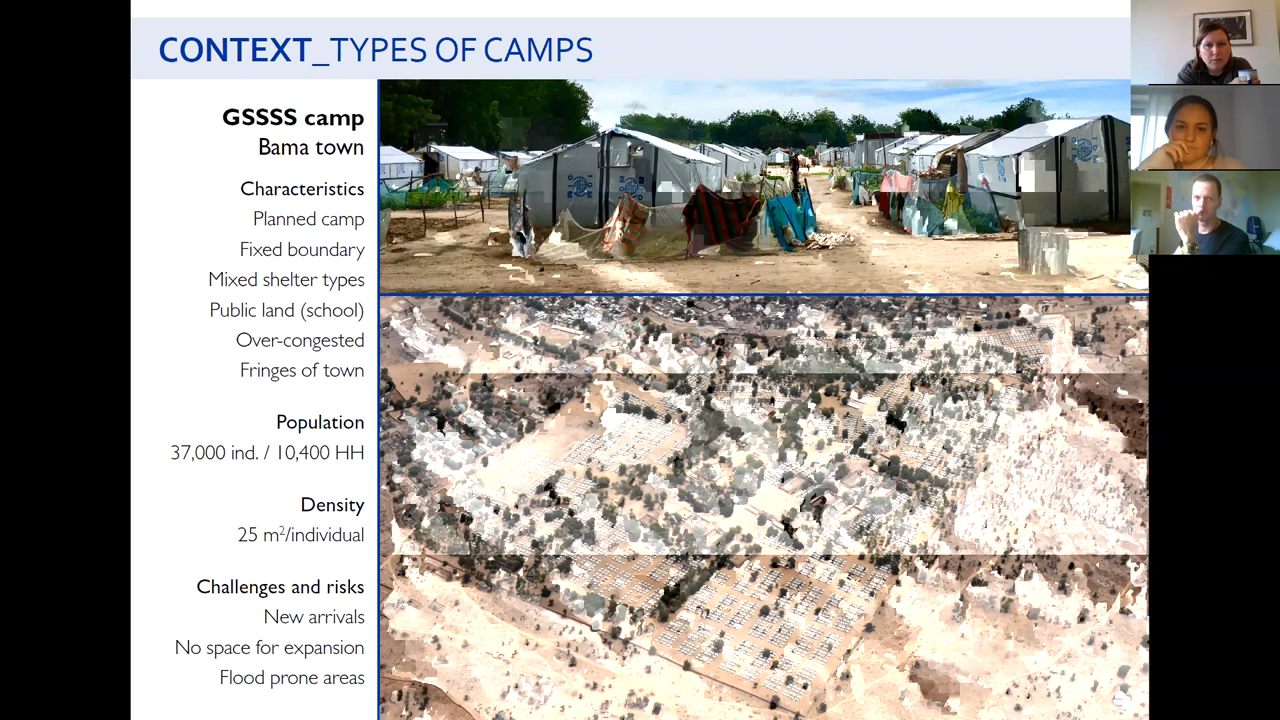 CONTEXT_TYPES OF CAMPS
GSSSS camp
Bama town
Characteristics
Planned camp
Fixed boundary
Mixed shelter types
Public land (school)
Over-congested
Fringes of town
Population
37,000 ind. / 10,400 HH
Density
25 m²/individual
Challenges and risks
New arrivals
No space for expansion
Flood prone areas